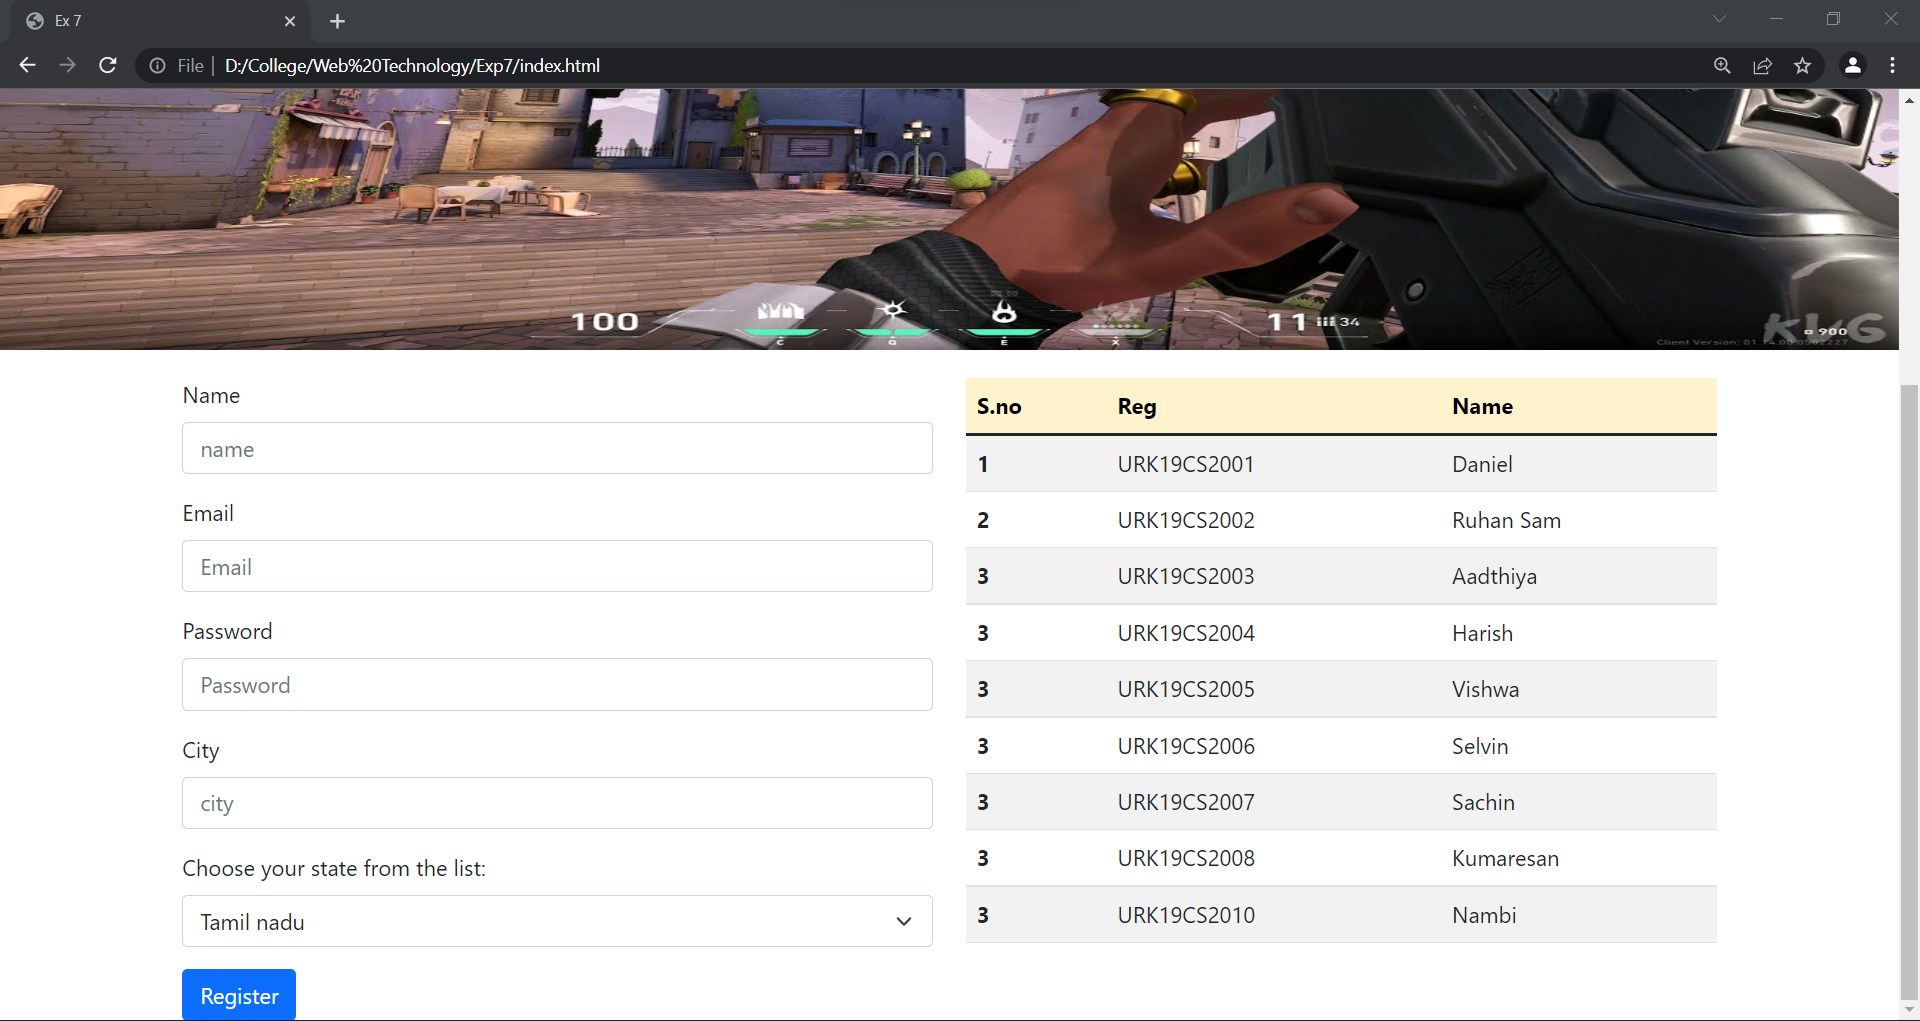 Ex 7
File
D:/College/Web%20Technology/Exp7/index.html
100
C
Q
E
X
11 34
900
Name
name
Email
Email
Password
Password
City
city
Choose your state from the list:
Tamil nadu
Register
S.no Reg Name
1 URK19CS2001 Daniel
2 URK19CS2002 Ruhan Sam
3 URK19CS2003 Aadthiya
3 URK19CS2004 Harish
3 URK19CS2005 Vishwa
3 URK19CS2006 Selvin
3 URK19CS2007 Sachin
3 URK19CS2008 Kumaresan
3 URK19CS2010 Nambi